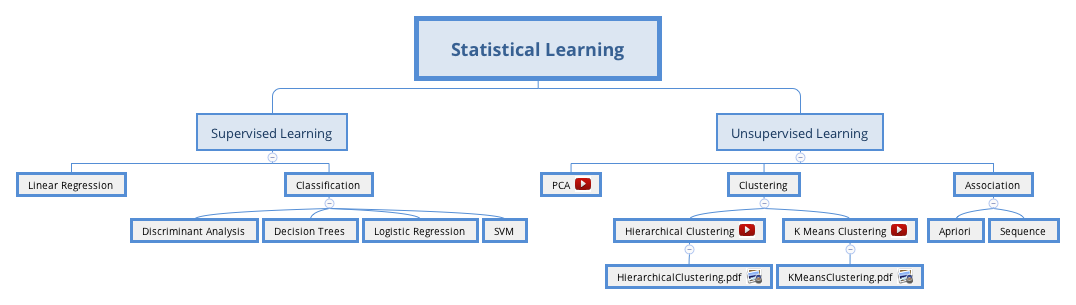 Statistical Learning
Supervised Learning
Unsupervised Learning
Linear Regression
Classification
PCA
Clustering
Association
Discriminant Analysis
Decision Trees
Logistic Regression
SVM
Hierarchical Clustering
K Means Clustering
Apriori
Sequence
HierarchicalClustering.pdf
KMeansClustering.pdf